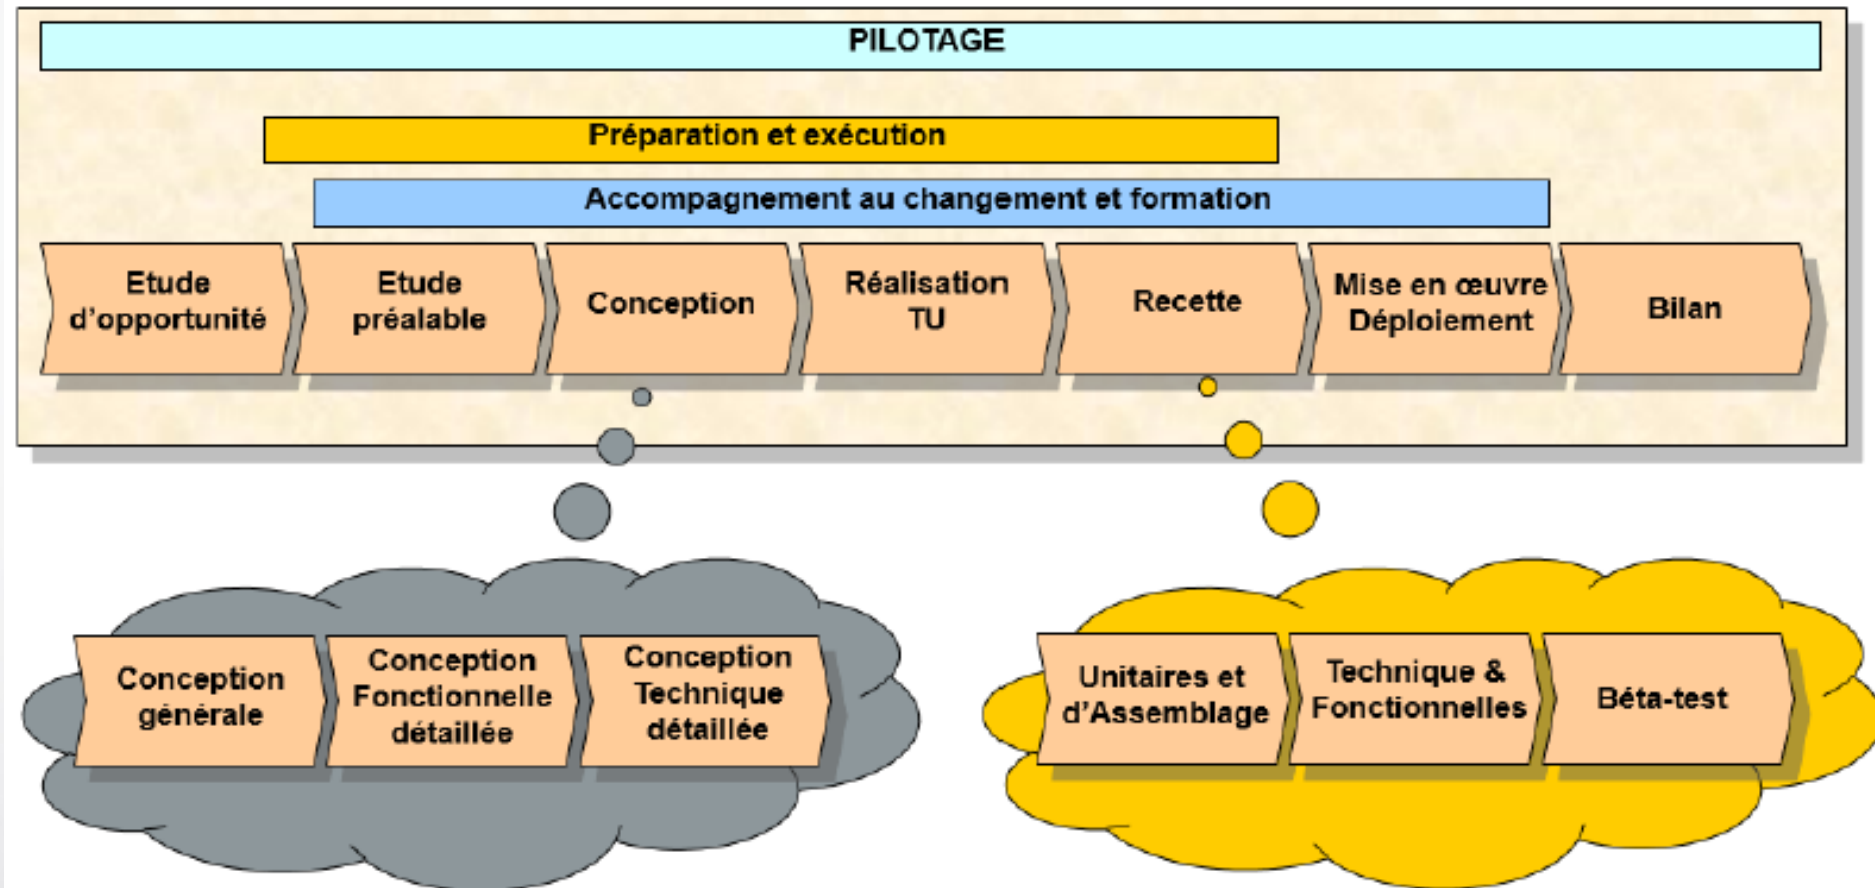 PILOTAGE
Préparation et exécution
Accompagnement au changement et formation
Etude
d'opportunité
Etude
préalable
Conception
Réalisation
TU
Recette
Mise en œuvre
Déploiement
Bilan
Conception
générale
Conception
Fonctionnelle
détaillée
Conception
Technique
détaillée
Unitaires et
d'Assemblage
Technique &
Fonctionnelles
Béta-test